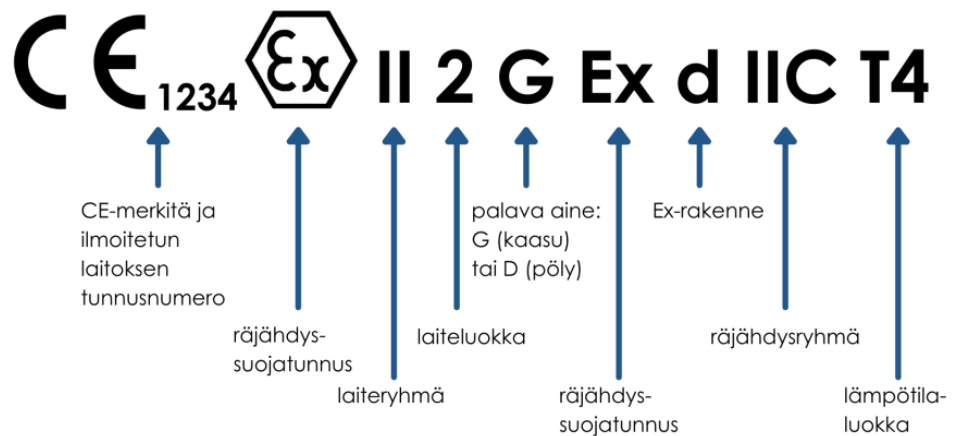 CE 1234 Ex II 2 G Ex d IIC T4
CE-merkitä ja
ilmoitetun
laitoksen
tunnusnumero
räjähdys-
suojatunnus
laiteryhmä
laiteluokka
palava aine:
G (kaasu)
tai D (pöly)
räjähdys-
suojatunnus
Ex-rakenne
räjähdysryhmä
lämpötila-
luokka